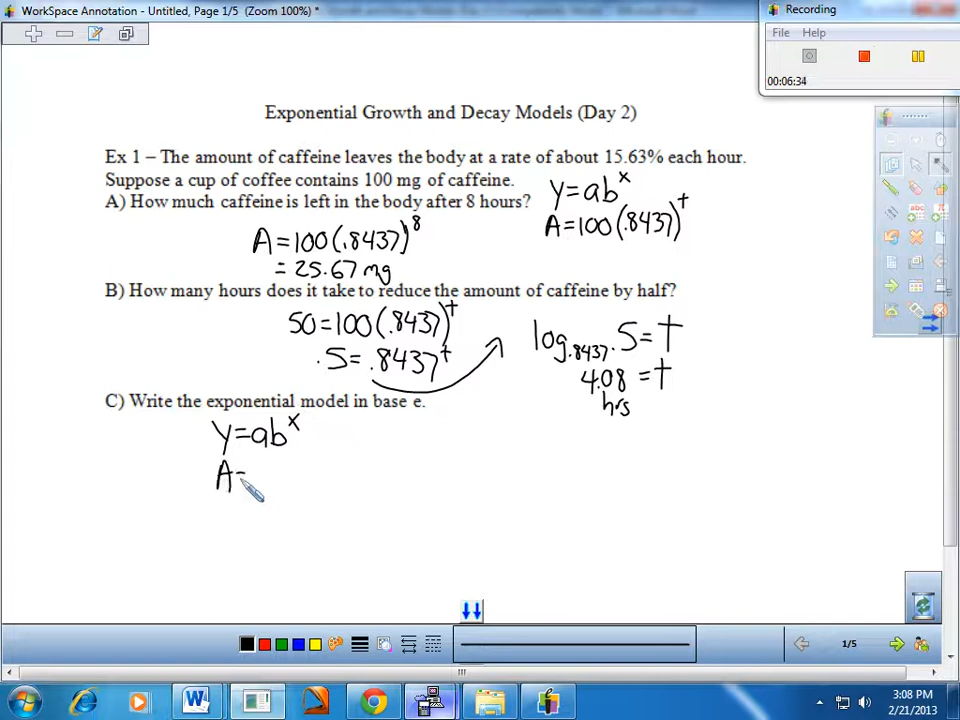 WorkSpace Annotation - Untitled, Page 1/5 (Zoom 100%) *
Recording
File Help
00:06:34
Exponential Growth and Decay Models (Day 2)
Ex 1 – The amount of caffeine leaves the body at a rate of about 15.63% each hour.
Suppose a cup of coffee contains 100 mg of caffeine.
y=ab^x
A) How much caffeine is left in the body after 8 hours?
A=100(.8437)^t
A=100(.8437)^8
=25.67 mg
B) How many hours does it take to reduce the amount of caffeine by half?
50=100(.8437)^t
.5=.8437^t
log.8437 .5=t
4.08=t
hrs
C) Write the exponential model in base e.
y=ab^x
A=
1/5
3:08 PM
2/21/2013